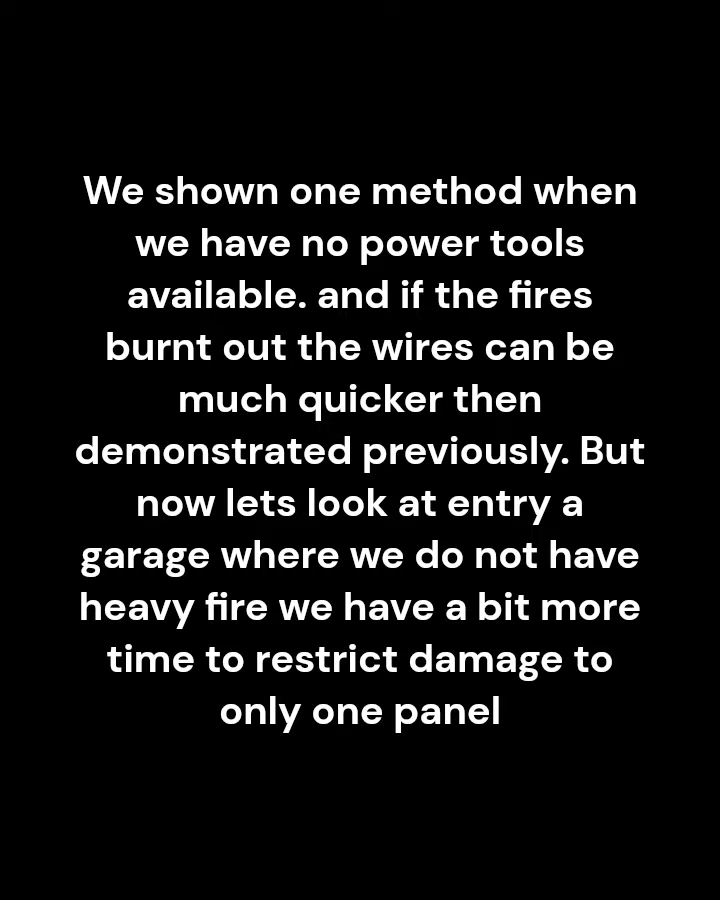 We shown one method when
we have no power tools
available. and if the fires
burnt out the wires can be
much quicker then
demonstrated previously. But
now lets look at entry a
garage where we do not have
heavy fire we have a bit more
time to restrict damage to
only one panel